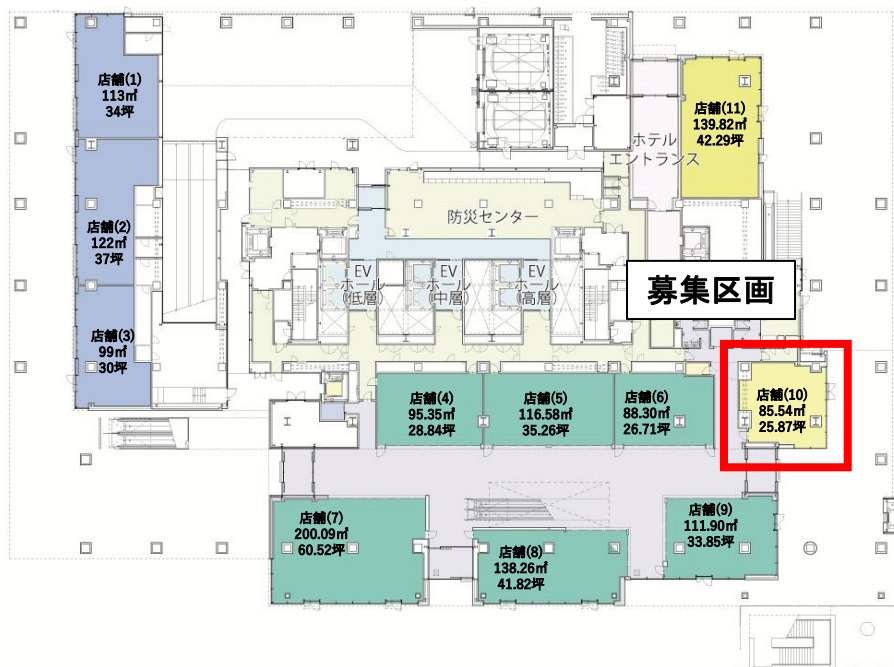 店舗(1)
113㎡
34坪
店舗(11)
139.82㎡
42.29坪
ホテル
エントランス
店舗(2)
122㎡
37坪
防災センター
EV
ホール
(低層)
EV
ホール
(中層)
EV
ホール
(高層)
募集区画
店舗(3)
99㎡
30坪
店舗(4)
95.35㎡
28.84坪
店舗(5)
116.58㎡
35.26坪
店舗(6)
88.30㎡
26.71坪
店舗(10)
85.54㎡
25.87坪
店舗(7)
200.09㎡
60.52坪
店舗(8)
138.26㎡
41.82坪
店舗(9)
111.90㎡
33.85坪